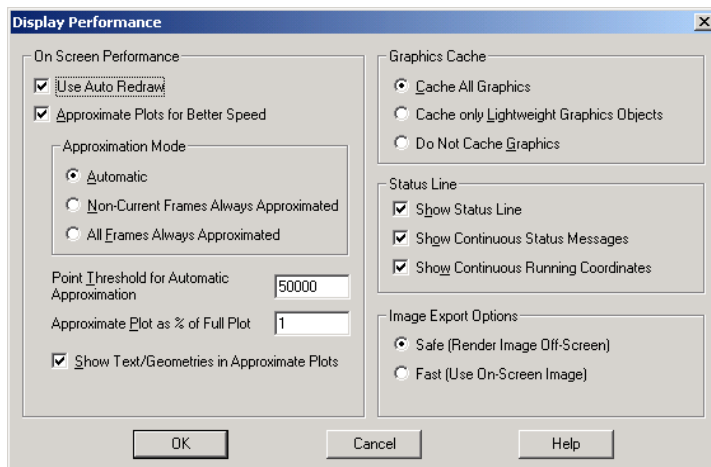 Display Performance
On Screen Performance
Use Auto Redraw
Approximate Plots for Better Speed
Approximation Mode
Automatic
Non-Current Frames Always Approximated
All Frames Always Approximated
Point Threshold for Automatic
Approximation
50000
Approximate Plot as % of Full Plot
1
Show Text/Geometries in Approximate Plots
Graphics Cache
Cache All Graphics
Cache only Lightweight Graphics Objects
Do Not Cache Graphics
Status Line
Show Status Line
Show Continuous Status Messages
Show Continuous Running Coordinates
Image Export Options
Safe (Render Image Off-Screen)
Fast (Use On-Screen Image)
OK
Cancel
Help